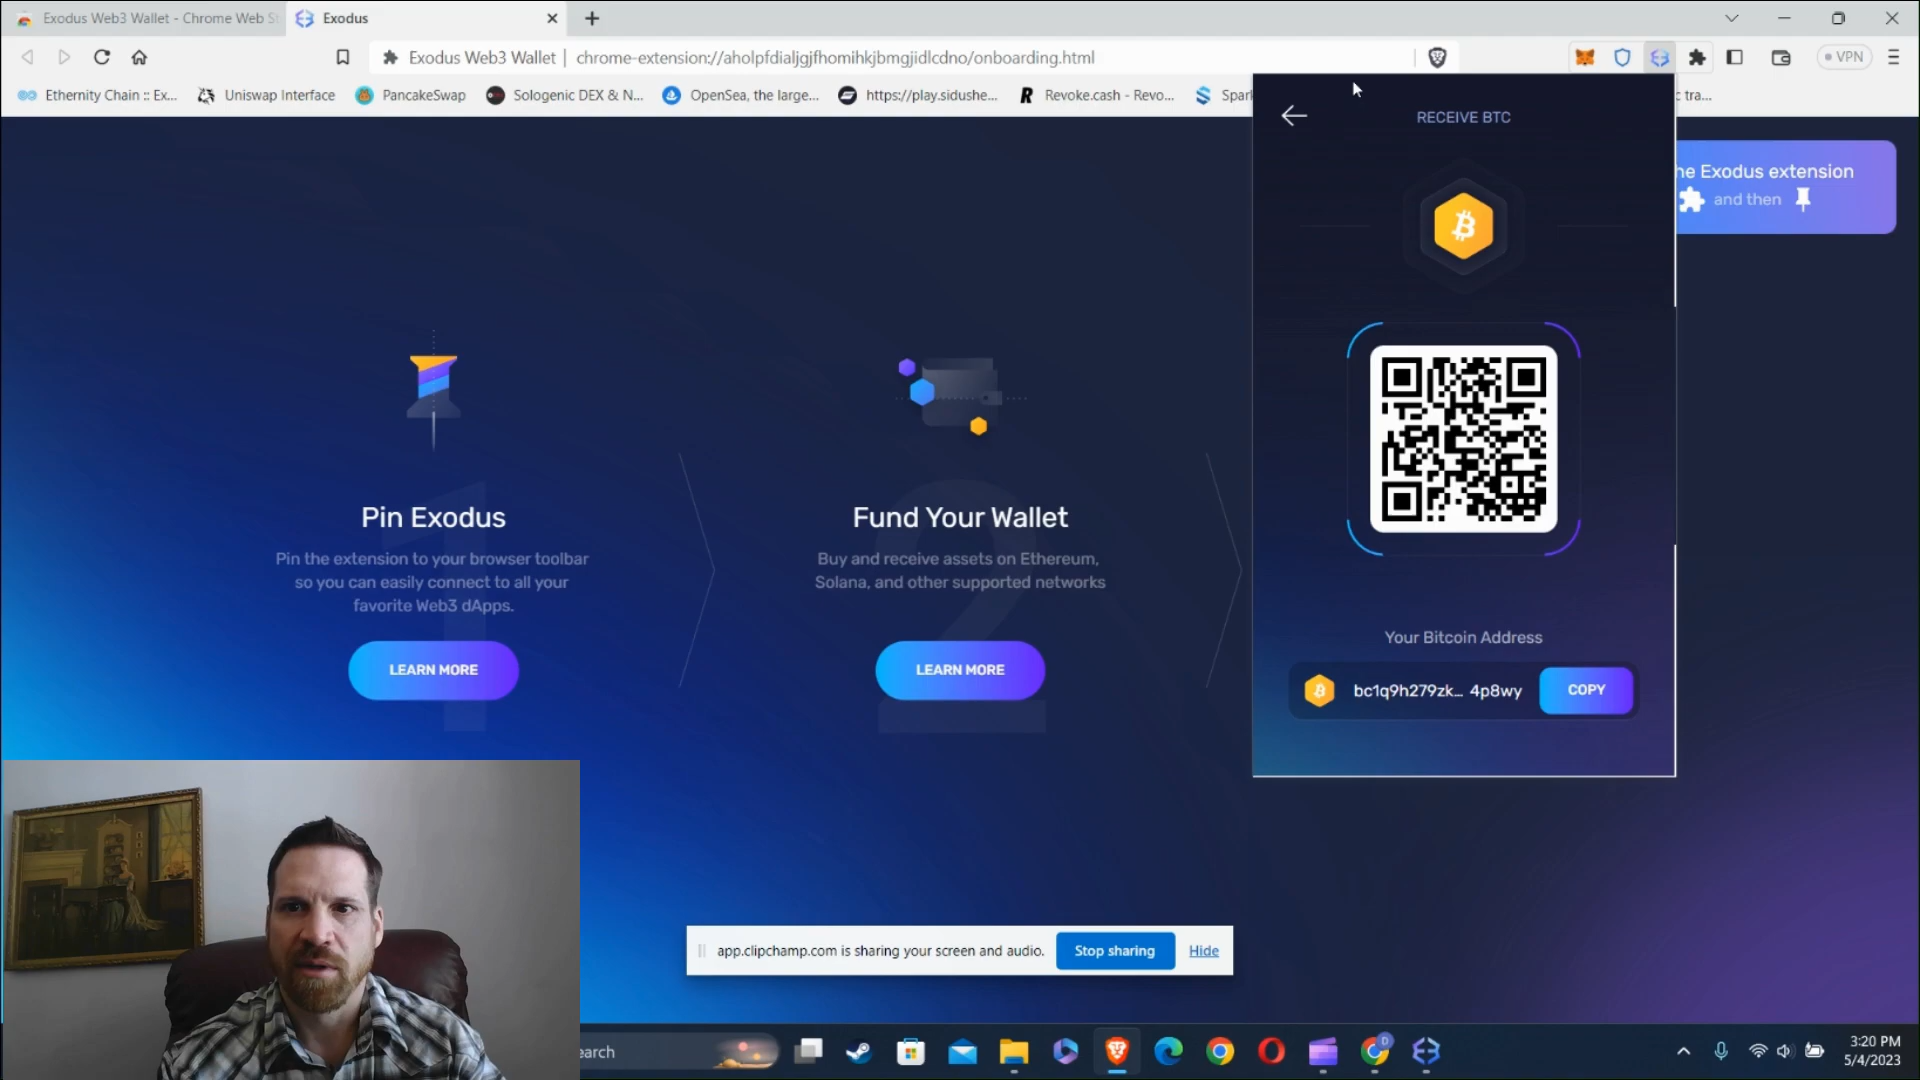 Exodus Web3 Wallet - Chrome Web St
Exodus
Exodus Web3 Wallet
chrome-extension://aholpfdialjgjfhomihkjbmgjidlcdno/onboarding.html
VPN
Ethernity Chain :: Ex...
Uniswap Interface
PancakeSwap
Sologenic DEX & N...
OpenSea, the large...
https://play.sidushe...
Revoke.cash - Revo...
Spar
tra...
RECEIVE BTC
he Exodus extension
and then
1
Pin Exodus
Pin the extension to your browser toolbar
so you can easily connect to all your
favorite Web3 dApps.
LEARN MORE
2
Fund Your Wallet
Buy and receive assets on Ethereum,
Solana, and other supported networks
LEARN MORE
Your Bitcoin Address
bc1q9h279zk... 4p8wy
COPY
app.clipchamp.com is sharing your screen and audio.
Stop sharing
Hide
earch
3:20 PM
5/4/2023